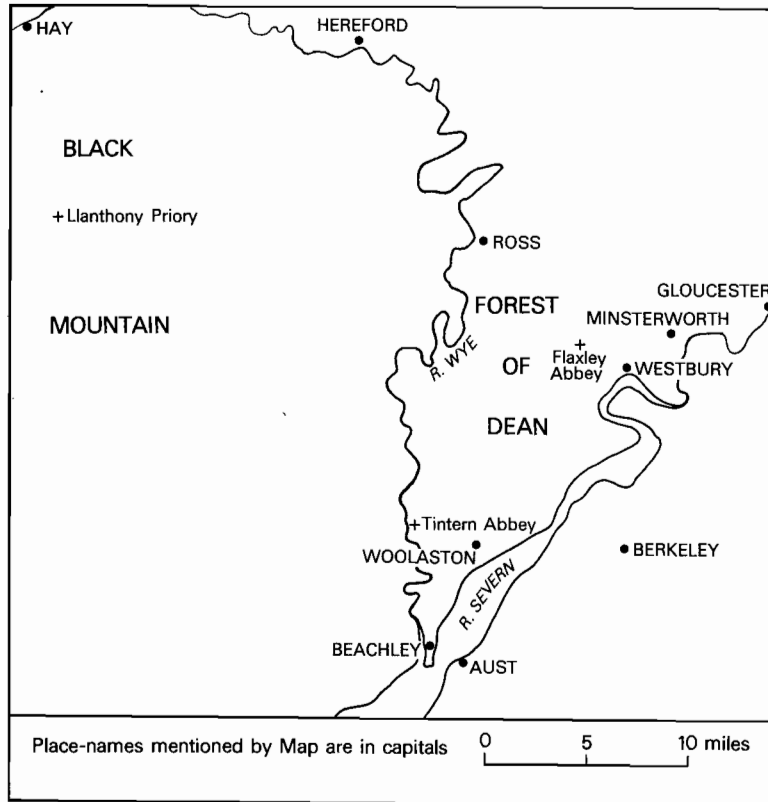 HAY
HEREFORD
BLACK
+Llanthony Priory
ROSS
GLOUCESTER
FOREST
MINSTERWORTH
MOUNTAIN
+
Flaxley
Abbey
R. WYE
OF
WESTBURY
DEAN
+Tintern Abbey
WOOLASTON
BERKELEY
R. SEVERN
BEACHLEY
AUST
Place-names mentioned by Map are in capitals
0 5 10 miles